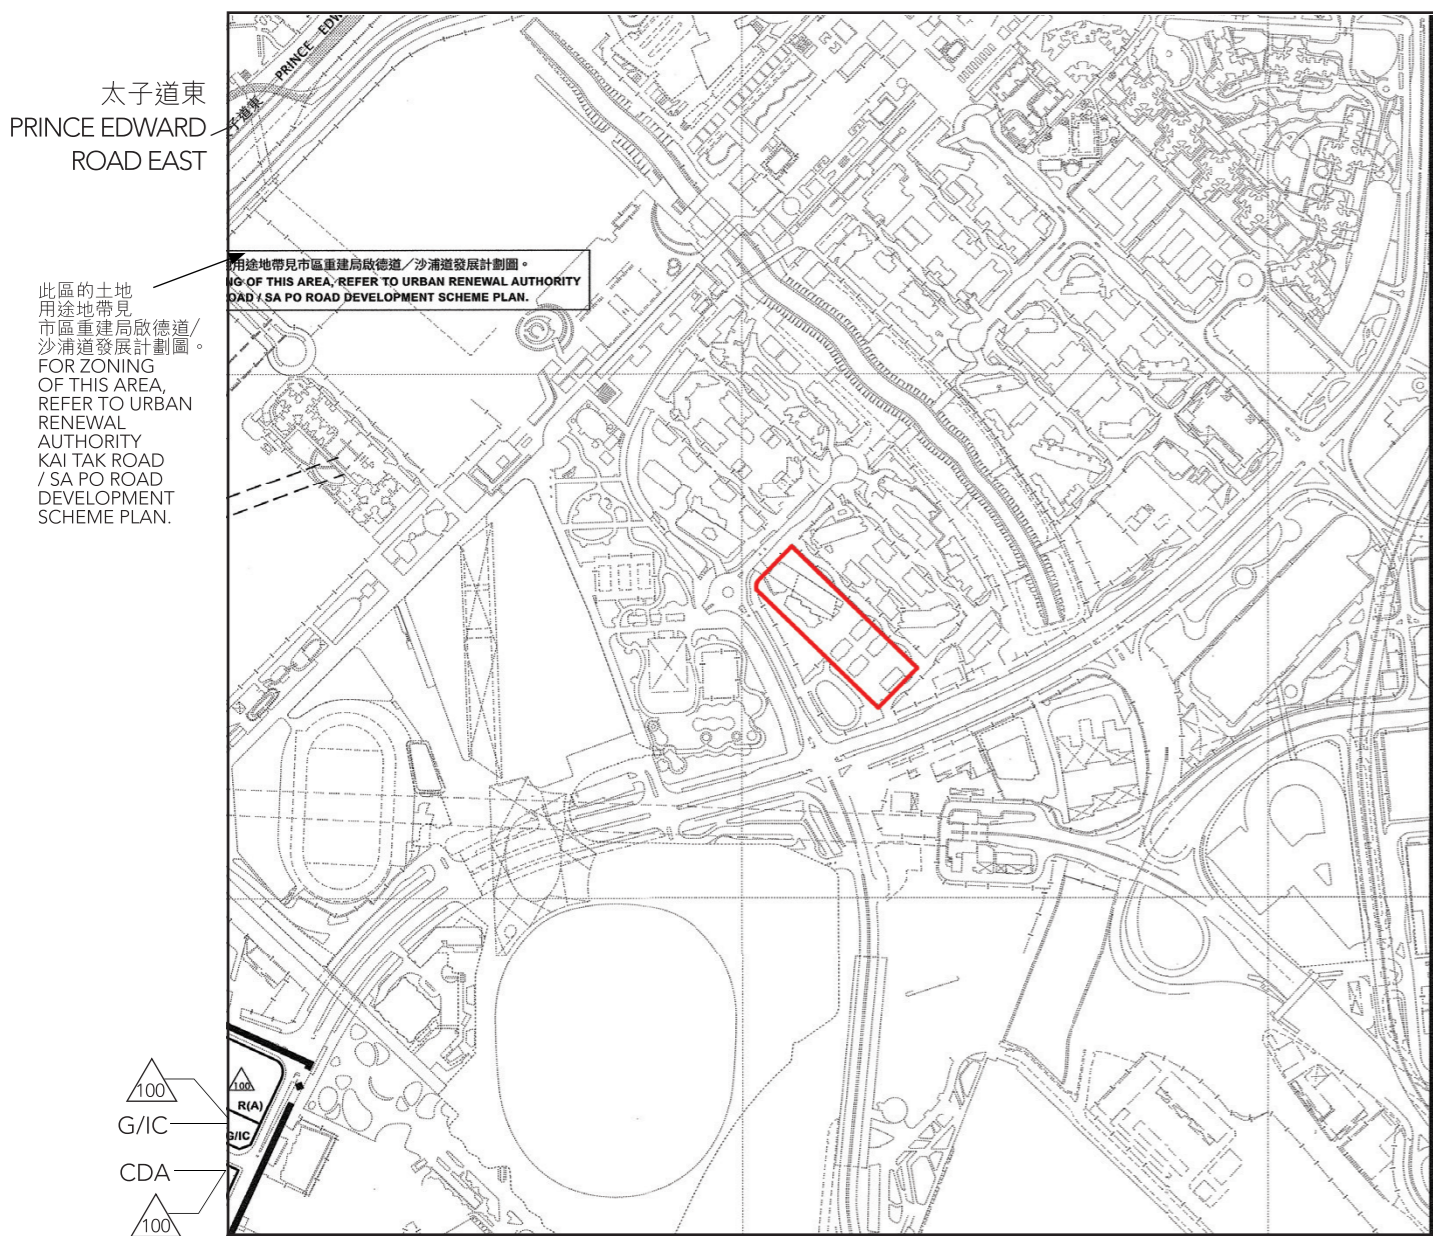 太子道東
PRINCE EDWARD
ROAD EAST
PRINCE
子道東
用途地帶見市區重建局啟德道／沙浦道發展計劃圖。
NG OF THIS AREA, REFER TO URBAN RENEWAL AUTHORITY
OAD / SA PO ROAD DEVELOPMENT SCHEME PLAN.
此區的土地
用途地帶見
市區重建局啟德道/
沙浦道發展計劃圖。
FOR ZONING
OF THIS AREA,
REFER TO URBAN
RENEWAL
AUTHORITY
KAI TAK ROAD
/ SA PO ROAD
DEVELOPMENT
SCHEME PLAN.
100
G/IC
CDA
100
100
R(A)
G/IC